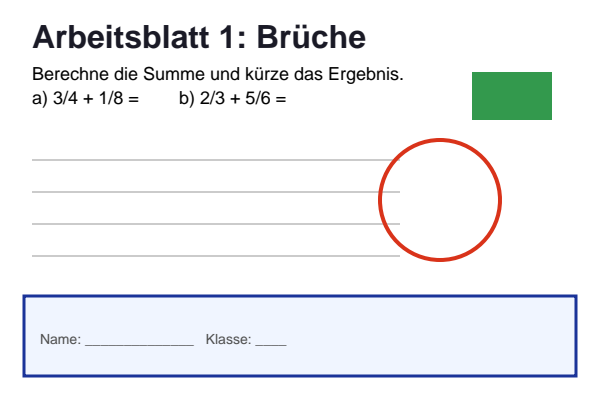 Arbeitsblatt 1: Brüche
Berechne die Summe und kürze das Ergebnis.
a) 3/4 + 1/8 =        b) 2/3 + 5/6 =
Name: ______________   Klasse: ____